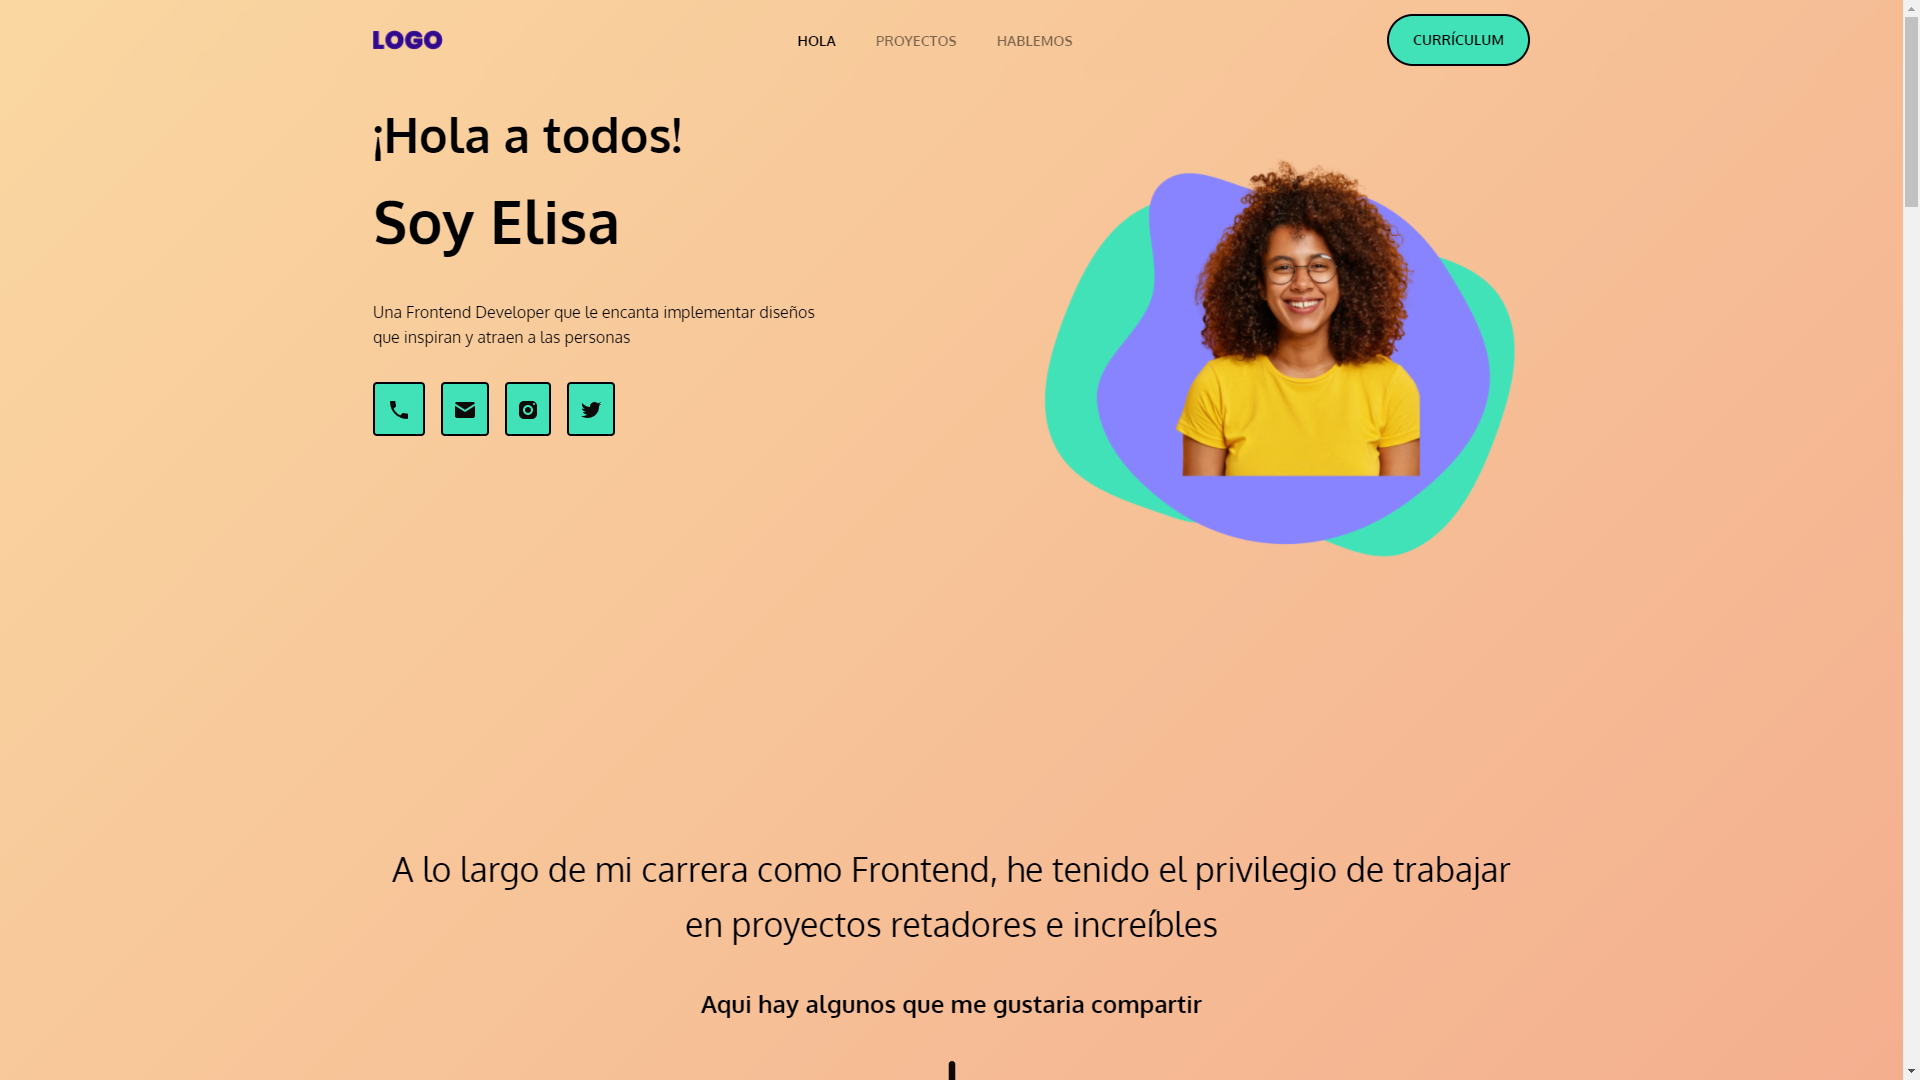 LOGO
HOLA
PROYECTOS
HABLEMOS
CURRÍCULUM
¡Hola a todos!
Soy Elisa
Una Frontend Developer que le encanta implementar diseños
que inspiran y atraen a las personas
A lo largo de mi carrera como Frontend, he tenido el privilegio de trabajar
en proyectos retadores e increíbles
Aqui hay algunos que me gustaria compartir